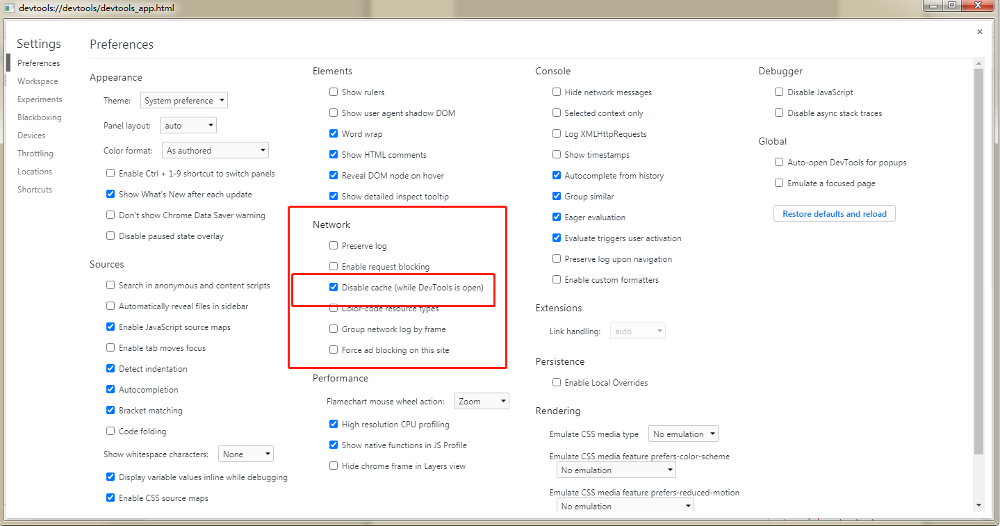 devtools://devtools/devtools_app.html
Settings
Preferences
Workspace
Experiments
Blackboxing
Devices
Throttling
Locations
Shortcuts
Preferences
Appearance
Theme: System preference
Panel layout: auto
Color format: As authored
Enable Ctrl + 1-9 shortcut to switch panels
Show What's New after each update
Don't show Chrome Data Saver warning
Disable paused state overlay
Sources
Search in anonymous and content scripts
Automatically reveal files in sidebar
Enable JavaScript source maps
Enable tab moves focus
Detect indentation
Autocompletion
Bracket matching
Code folding
Show whitespace characters: None
Display variable values inline while debugging
Enable CSS source maps
Elements
Show rulers
Show user agent shadow DOM
Word wrap
Show HTML comments
Reveal DOM node on hover
Show detailed inspect tooltip
Network
Preserve log
Enable request blocking
Disable cache (while DevTools is open)
Color-code resource types
Group network log by frame
Force ad blocking on this site
Performance
Flamechart mouse wheel action: Zoom
High resolution CPU profiling
Show native functions in JS Profile
Hide chrome frame in Layers view
Console
Hide network messages
Selected context only
Log XMLHttpRequests
Show timestamps
Autocomplete from history
Group similar
Eager evaluation
Evaluate triggers user activation
Preserve log upon navigation
Enable custom formatters
Extensions
Link handling: auto
Persistence
Enable Local Overrides
Rendering
Emulate CSS media type No emulation
Emulate CSS media feature prefers-color-scheme
No emulation
Emulate CSS media feature prefers-reduced-motion
No emulation
Debugger
Disable JavaScript
Disable async stack traces
Global
Auto-open DevTools for popups
Emulate a focused page
Restore defaults and reload